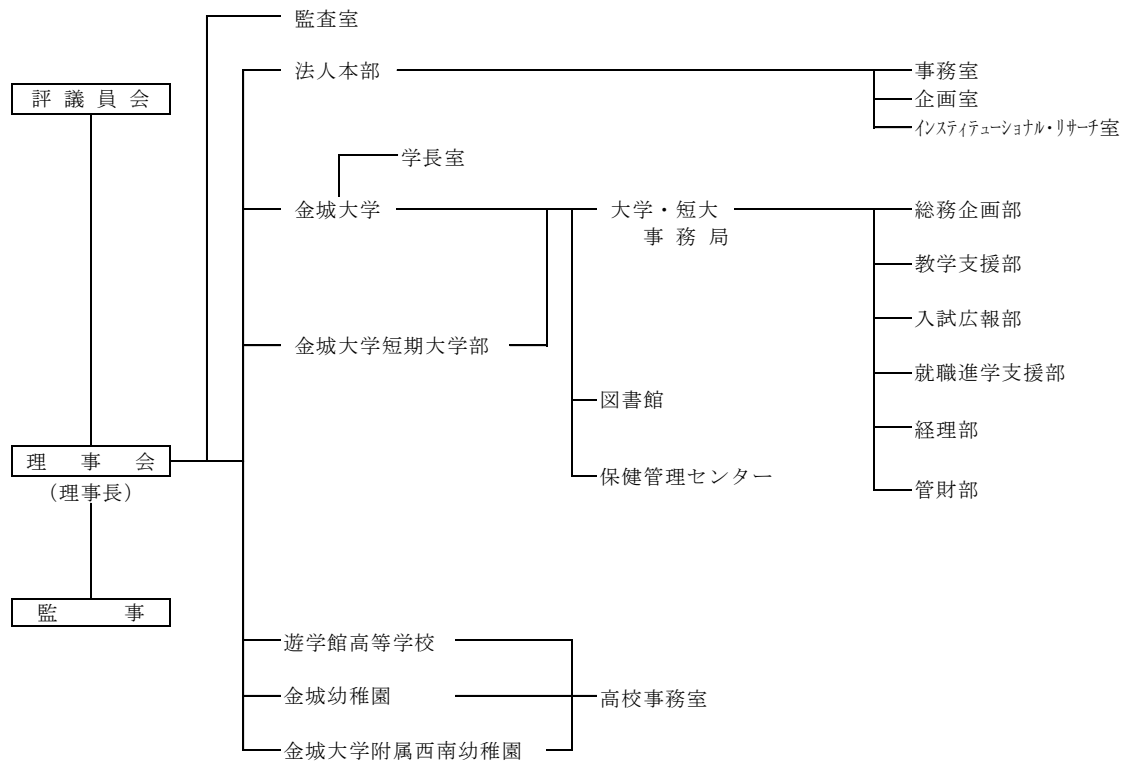 監査室
法人本部
事務室
評議員会
企画室
インスティテューショナル・リサーチ室
学長室
金城大学
大学・短大
事務局
総務企画部
教学支援部
入試広報部
金城大学短期大学部
就職進学支援部
図書館
経理部
理事会
(理事長)
保健管理センター
管財部
監事
遊学館高等学校
金城幼稚園
高校事務室
金城大学附属西南幼稚園